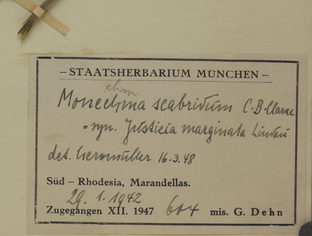 – STAATSHERBARIUM MÜNCHEN –
Monechma scabridum C.B. Clarke
= syn. Justicia marginata Lindau
det. 16.3.48
Süd – Rhodesia, Marandellas.
29. 1. 1942
Zugegangen XII. 1947 604 mis. G. Dehn